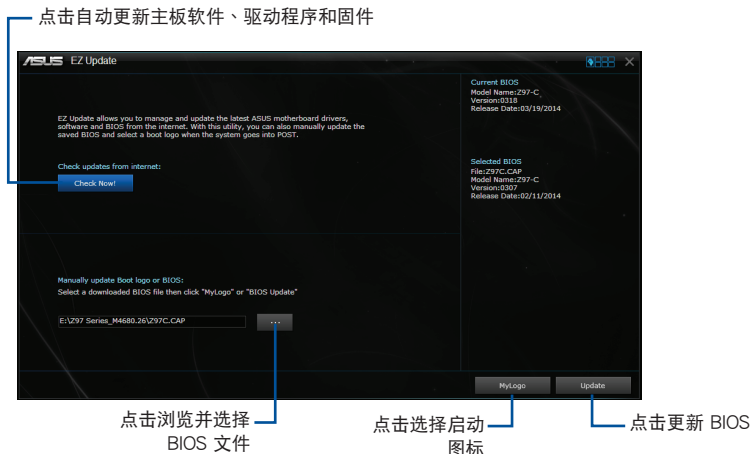 点击自动更新主板软件、驱动程序和固件
ASUS EZ Update
Current BIOS
Model Name:Z97-C
Version:0318
Release Date:03/19/2014
EZ Update allows you to manage and update the latest ASUS motherboard drivers,
software and BIOS from the internet. With this utility, you can also manually update the
saved BIOS and select a boot logo when the system goes into POST.
Check updates from internet:
Check Now!
Selected BIOS
File:Z97C.CAP
Model Name:Z97-C
Version:0307
Release Date:02/11/2014
Manually update Boot logo or BIOS:
Select a downloaded BIOS file then click "MyLogo" or "BIOS Update"
E:\Z97 Series_M4680.26\Z97C.CAP
...
MyLogo
Update
点击浏览并选择
BIOS 文件
点击选择启动
图标
点击更新 BIOS